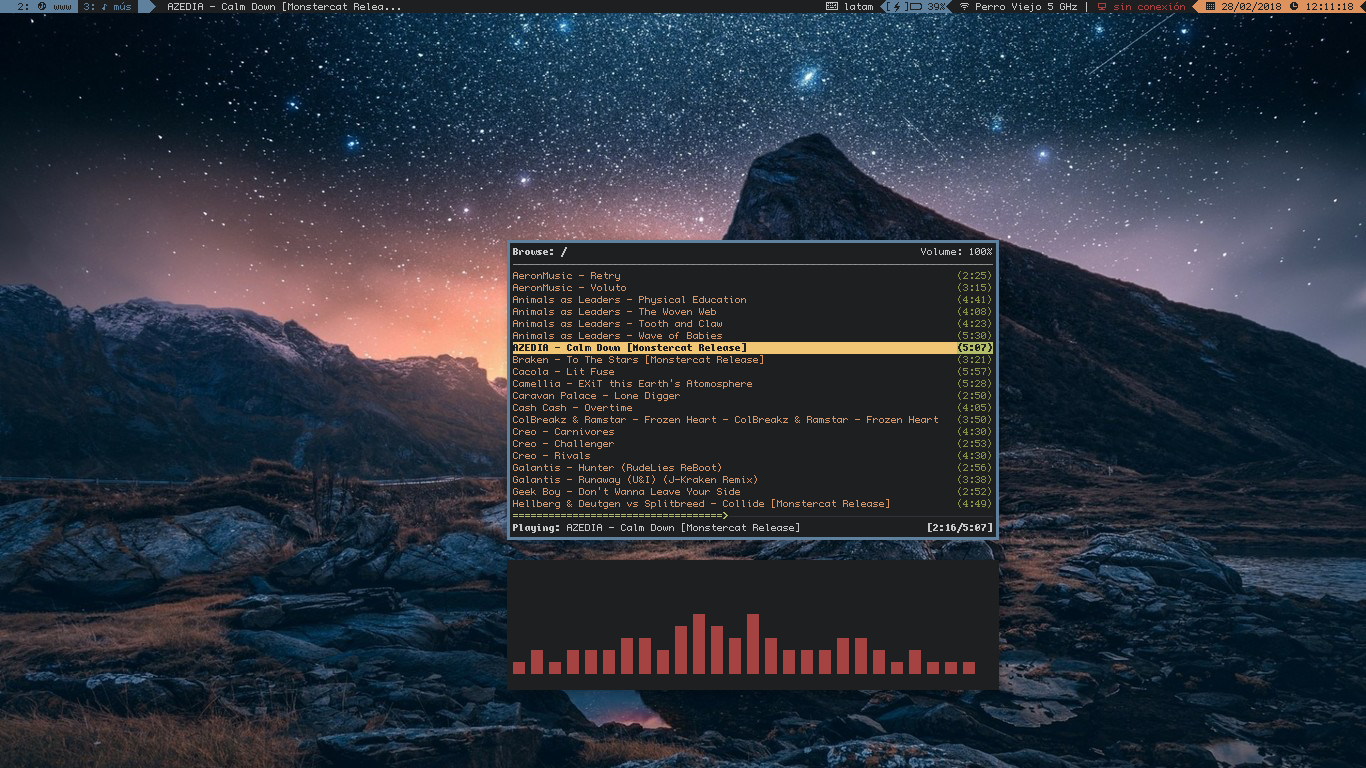 2: www 3: ♪ mús AZEDIA - Calm Down [Monstercat Relea... latam [⚡] 39% Perro Viejo 5 GHz | sin conexión 28/02/2018 12:11:18
Browse: / Volume: 100%
AeronMusic - Retry (2:25)
AeronMusic - Voluto (3:15)
Animals as Leaders - Physical Education (4:41)
Animals as Leaders - The Woven Web (4:08)
Animals as Leaders - Tooth and Claw (4:23)
Animals as Leaders - Wave of Babies (5:30)
AZEDIA - Calm Down [Monstercat Release] (5:07)
Braken - To The Stars [Monstercat Release] (3:21)
Cacola - Lit Fuse (5:57)
Camellia - EXiT this Earth's Atomosphere (5:28)
Caravan Palace - Lone Digger (2:50)
Cash Cash - Overtime (4:05)
ColBreakz & Ramstar - Frozen Heart - ColBreakz & Ramstar - Frozen Heart (3:50)
Creo - Carnivores (4:30)
Creo - Challenger (2:53)
Creo - Rivals (4:30)
Galantis - Hunter (RudeLies ReBoot) (2:56)
Galantis - Runaway (U&I) (J-Kraken Remix) (3:38)
Geek Boy - Don't Wanna Leave Your Side (2:52)
Hellberg & Deutgen vs Splitbreed - Collide [Monstercat Release] (4:49)
===================================>
Playing: AZEDIA - Calm Down [Monstercat Release] [2:16/5:07]